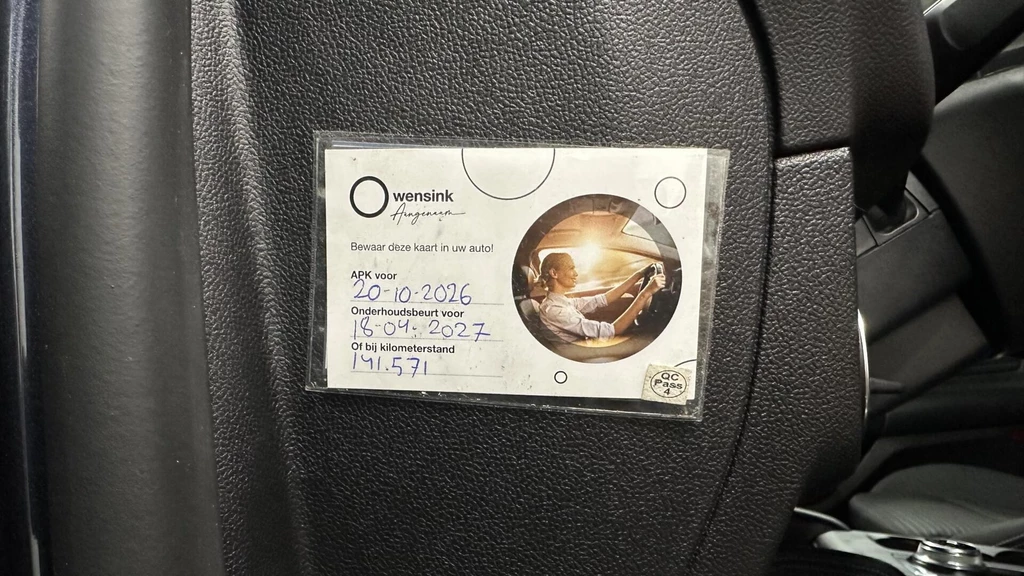 wensink
Aangenaam
Bewaar deze kaart in uw auto!
APK voor
20-10-2026
Onderhoudsbeurt voor
18-04-2027
Of bij kilometerstand
141.571
QC
Pass
4